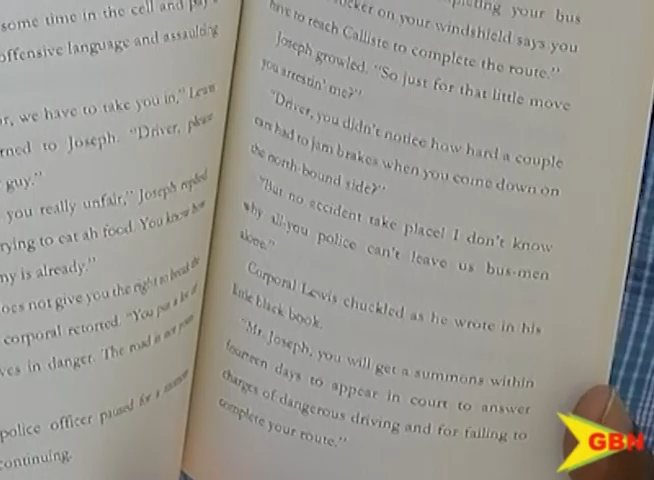 some time in the cell and pay
offensive language and assaulting
we have to take you in," Lewis
turned to Joseph. "Driver, please
guy."
you really unfair," Joseph replied
rying to eat ah food. You know how
ny is already."
oes not give you the right to break the
corporal retorted. "You put a lot of
ves in danger. The road is not your
police officer paused for a moment
continuing.
your bus
on your windshield says you
have to reach Calliste to complete the route."
Joseph growled. "So just for that little move
you arrestin' me?"
"Driver, you didn't notice how hard a couple
cars had to jam brakes when you come down on
the north-bound side?"
"But no accident take place! I don't know
why all-you police can't leave us bus-men
alone."
Corporal Lewis chuckled as he wrote in his
little black book.
"Mr. Joseph, you will get a summons within
fourteen days to appear in court to answer
charges of dangerous driving and for failing to
complete your route."
GBN